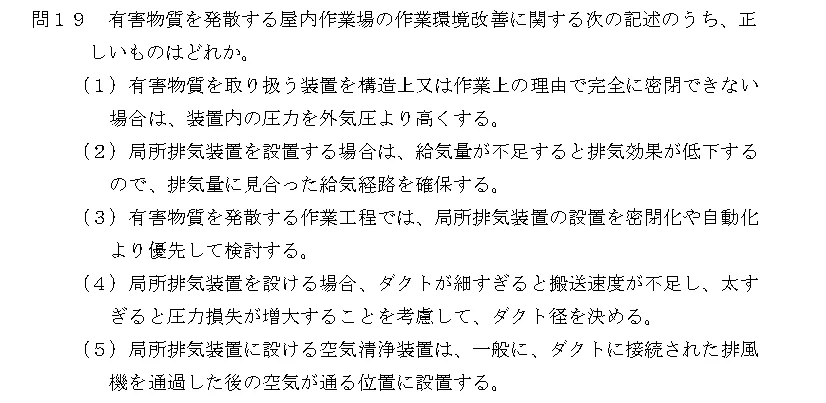 問１９　有害物質を発散する屋内作業場の作業環境改善に関する次の記述のうち、正
しいものはどれか。
（１）有害物質を取り扱う装置を構造上又は作業上の理由で完全に密閉できない
場合は、装置内の圧力を外気圧より高くする。
（２）局所排気装置を設置する場合は、給気量が不足すると排気効果が低下する
ので、排気量に見合った給気経路を確保する。
（３）有害物質を発散する作業工程では、局所排気装置の設置を密閉化や自動化
より優先して検討する。
（４）局所排気装置を設ける場合、ダクトが細すぎると搬送速度が不足し、太す
ぎると圧力損失が増大することを考慮して、ダクト径を決める。
（５）局所排気装置に設ける空気清浄装置は、一般に、ダクトに接続された排風
機を通過した後の空気が通る位置に設置する。